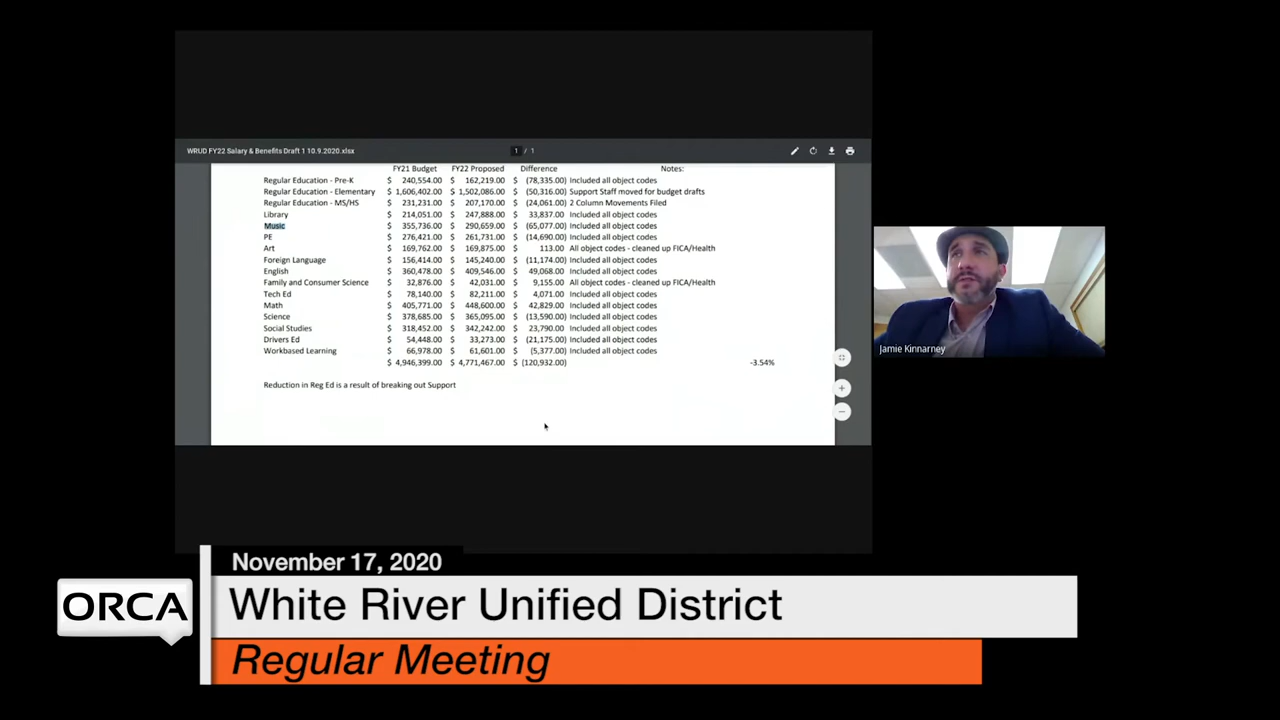 WRUD FY22 Salary & Benefits Draft 1 10.9.2020.xlsx 1 / 1
FY21 Budget FY22 Proposed Difference Notes:
Regular Education - Pre-K $ 240,554.00 $ 162,219.00 $ (78,335.00) Included all object codes
Regular Education - Elementary $ 1,606,402.00 $ 1,502,086.00 $ (50,316.00) Support Staff moved for budget drafts
Regular Education - MS/HS $ 231,231.00 $ 207,170.00 $ (24,061.00) 2 Column Movements Filed
Library $ 214,051.00 $ 247,888.00 $ 33,837.00 Included all object codes
Music $ 355,736.00 $ 290,659.00 $ (65,077.00) Included all object codes
PE $ 276,421.00 $ 261,731.00 $ (14,690.00) Included all object codes
Art $ 169,762.00 $ 169,875.00 $ 113.00 All object codes - cleaned up FICA/Health
Foreign Language $ 156,414.00 $ 145,240.00 $ (11,174.00) Included all object codes
English $ 360,478.00 $ 409,546.00 $ 49,068.00 Included all object codes
Family and Consumer Science $ 32,876.00 $ 42,031.00 $ 9,155.00 All object codes - cleaned up FICA/Health
Tech Ed $ 78,140.00 $ 82,211.00 $ 4,071.00 Included all object codes
Math $ 405,771.00 $ 448,600.00 $ 42,829.00 Included all object codes
Science $ 378,685.00 $ 365,095.00 $ (13,590.00) Included all object codes
Social Studies $ 318,452.00 $ 342,242.00 $ 23,790.00 Included all object codes
Drivers Ed $ 54,448.00 $ 33,273.00 $ (21,175.00) Included all object codes
Workbased Learning $ 66,978.00 $ 61,601.00 $ (5,377.00) Included all object codes
$ 4,946,399.00 $ 4,771,467.00 $ (120,932.00) -3.54%
Reduction in Reg Ed is a result of breaking out Support
Jamie Kinnarney
November 17, 2020
ORCA
White River Unified District
Regular Meeting